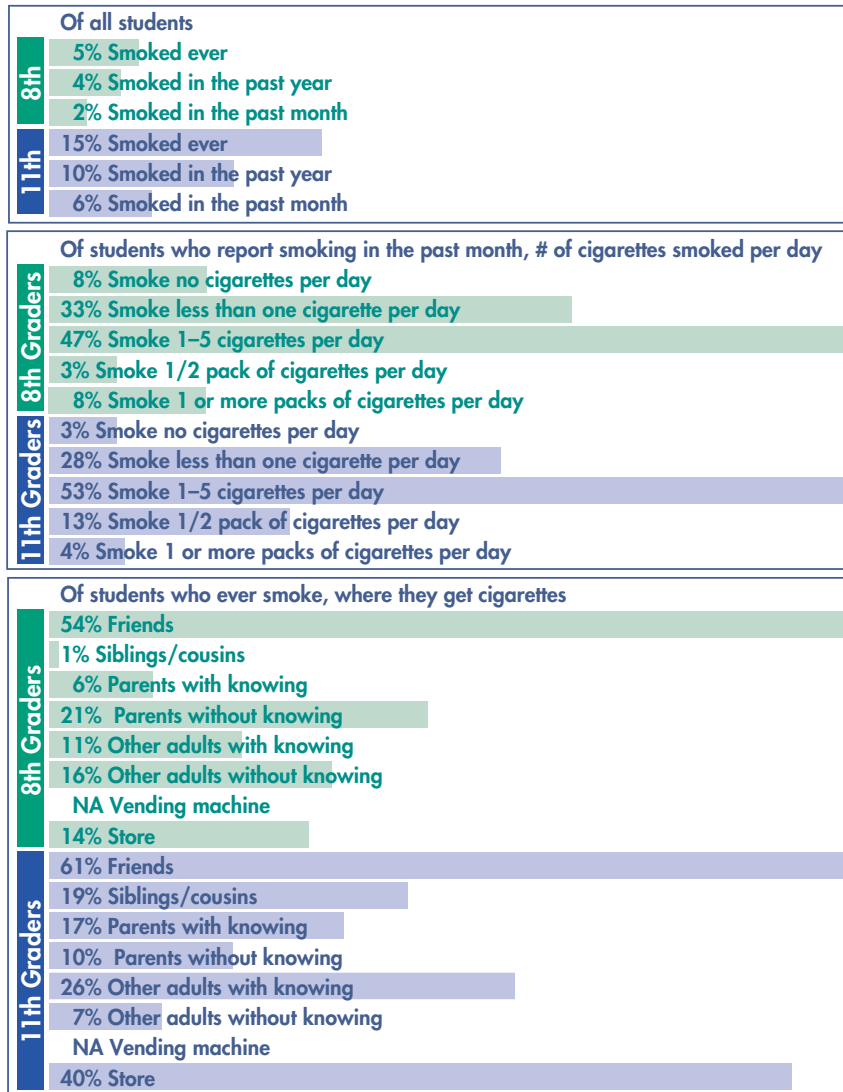 Of all students
8th
5% Smoked ever
4% Smoked in the past year
2% Smoked in the past month
11th
15% Smoked ever
10% Smoked in the past year
6% Smoked in the past month
Of students who report smoking in the past month, # of cigarettes smoked per day
8th Graders
8% Smoke no cigarettes per day
33% Smoke less than one cigarette per day
47% Smoke 1–5 cigarettes per day
3% Smoke 1/2 pack of cigarettes per day
8% Smoke 1 or more packs of cigarettes per day
11th Graders
3% Smoke no cigarettes per day
28% Smoke less than one cigarette per day
53% Smoke 1–5 cigarettes per day
13% Smoke 1/2 pack of cigarettes per day
4% Smoke 1 or more packs of cigarettes per day
Of students who ever smoke, where they get cigarettes
8th Graders
54% Friends
1% Siblings/cousins
6% Parents with knowing
21% Parents without knowing
11% Other adults with knowing
16% Other adults without knowing
NA Vending machine
14% Store
11th Graders
61% Friends
19% Siblings/cousins
17% Parents with knowing
10% Parents without knowing
26% Other adults with knowing
7% Other adults without knowing
NA Vending machine
40% Store